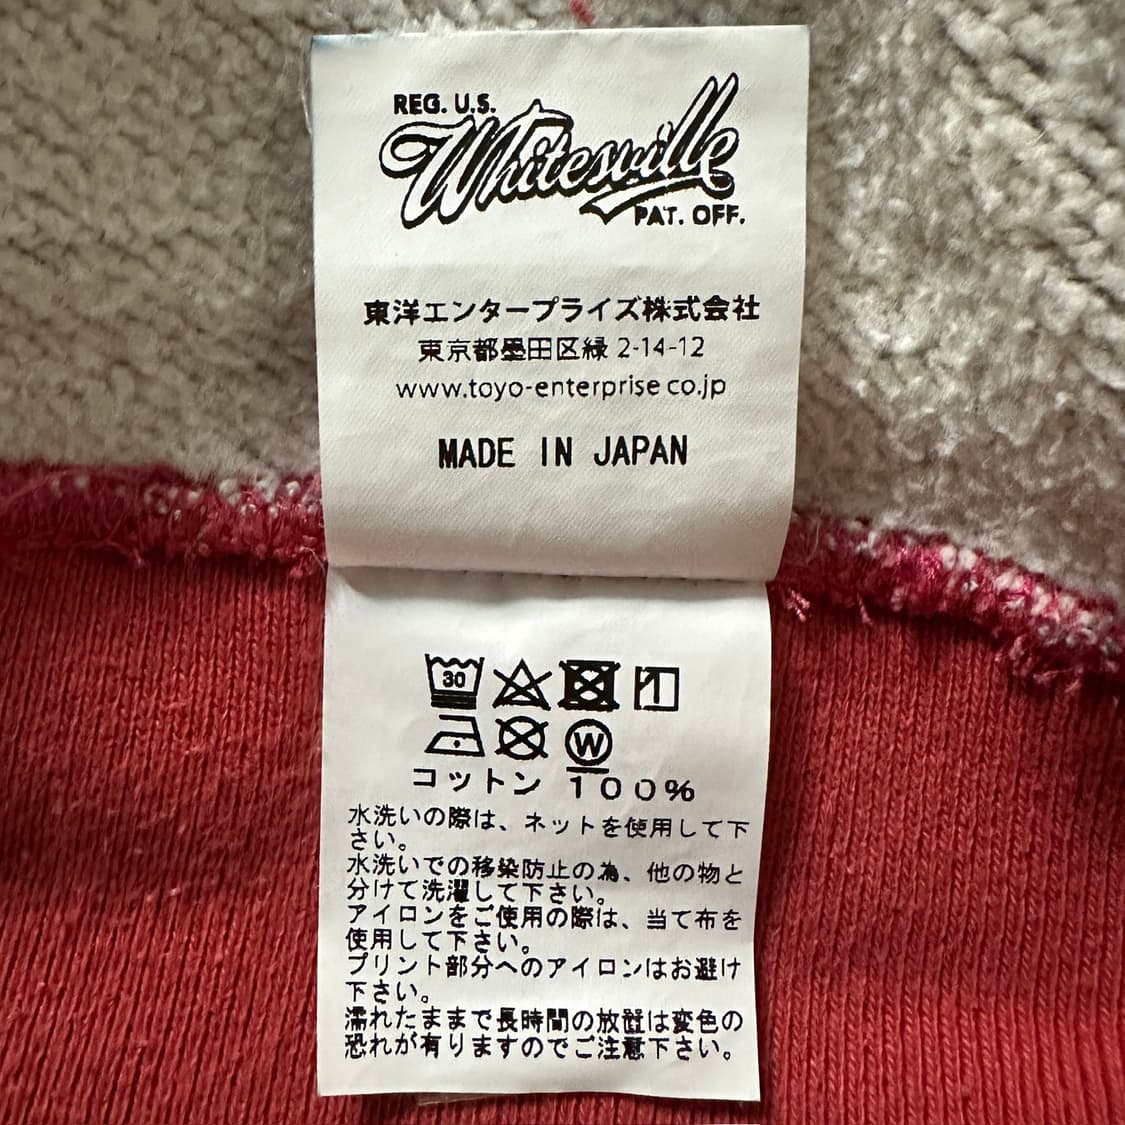 REG. U.S.
Whitesville
PAT. OFF.
東洋エンタープライズ株式会社
東京都墨田区緑 2-14-12
www.toyo-enterprise.co.jp
MADE IN JAPAN
30
W
コットン 100%
水洗いの際は、ネットを使用して下
さい。
水洗いでの移染防止の為、他の物と
分けて洗濯して下さい。
アイロンをご使用の際は、当て布を
使用して下さい。
プリント部分へのアイロンはお避け
下さい。
濡れたままで長時間の放置は変色の
恐れが有りますのでご注意下さい。